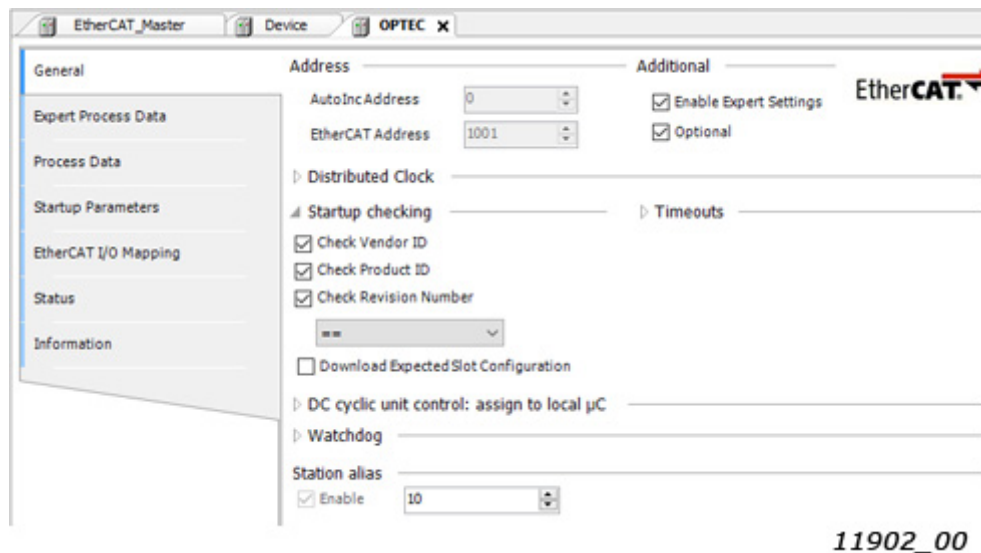 EtherCAT_Master Device OPTEC X
General
Expert Process Data
Process Data
Startup Parameters
EtherCAT I/O Mapping
Status
Information
Address
AutoInc Address 0
EtherCAT Address 1001
Additional
Enable Expert Settings
Optional
EtherCAT.
Distributed Clock
Startup checking
Timeouts
Check Vendor ID
Check Product ID
Check Revision Number
==
Download Expected Slot Configuration
DC cyclic unit control: assign to local µC
Watchdog
Station alias
Enable 10
11902_00